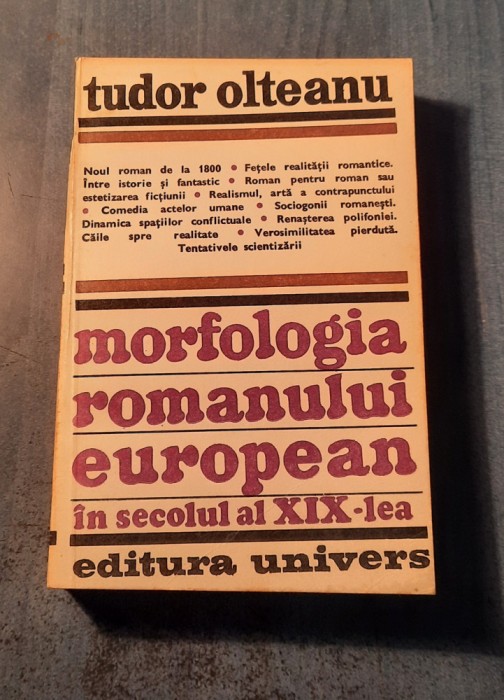 tudor olteanu
Noul roman de la 1800 • Fețele realității romantice.
Între istorie și fantastic • Roman pentru roman sau
estetizarea ficțiunii • Realismul, artă a contrapunctului
• Comedia actelor umane • Sociogonii romanești.
Dinamica spațiilor conflictuale • Renașterea polifoniei.
Căile spre realitate • Verosimilitatea pierdută.
Tentativele scientizării
morfologia
romanului
european
în secolul al XIX-lea
editura univers